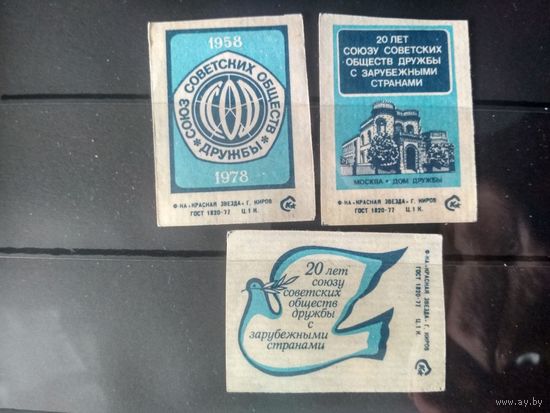 1958
СОЮЗ СОВЕТСКИХ ОБЩЕСТВ
ДРУЖБЫ
1978
Ф-КА «КРАСНАЯ ЗВЕЗДА» Г. КИРОВ
ГОСТ 1820-77 Ц. 1 К.
20 ЛЕТ
СОЮЗУ СОВЕТСКИХ
ОБЩЕСТВ ДРУЖБЫ
С ЗАРУБЕЖНЫМИ
СТРАНАМИ
МОСКВА • ДОМ ДРУЖБЫ
Ф-КА «КРАСНАЯ ЗВЕЗДА» Г. КИРОВ
ГОСТ 1820-77 Ц. 1 К.
20 лет
союзу
советских
обществ
дружбы
с
зарубежными
странами
Ф-КА «КРАСНАЯ ЗВЕЗДА» Г. КИРОВ
ГОСТ 1820-77 Ц. 1 К.
www.ay.by